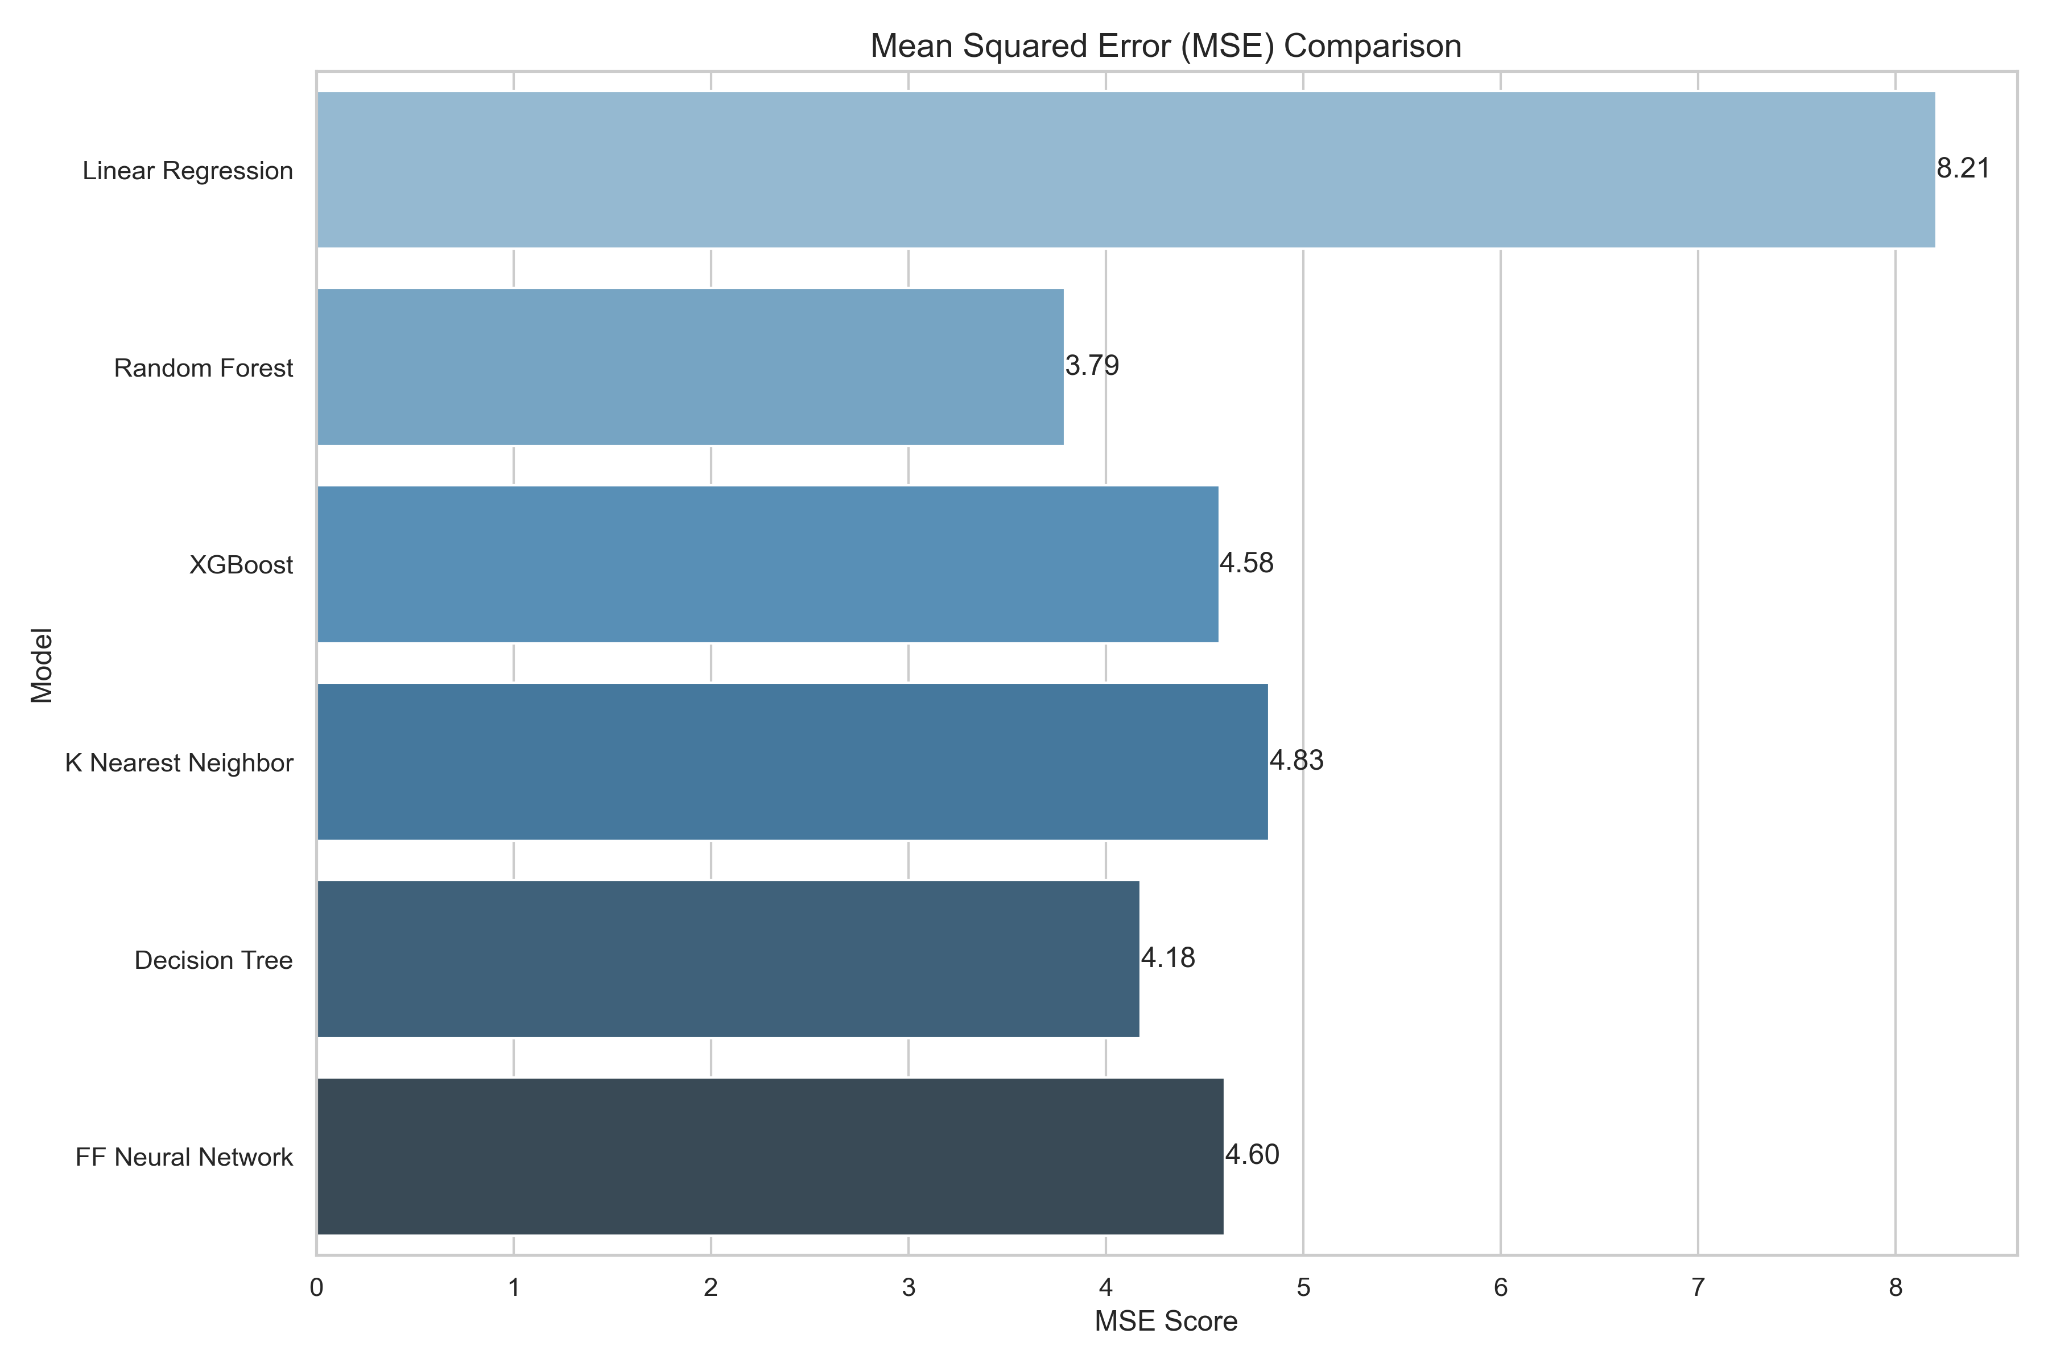 Mean Squared Error (MSE) Comparison
Linear Regression
8.21
Random Forest
3.79
XGBoost
4.58
Model
K Nearest Neighbor
4.83
Decision Tree
4.18
FF Neural Network
4.60
0 1 2 3 4 5 6 7 8
MSE Score